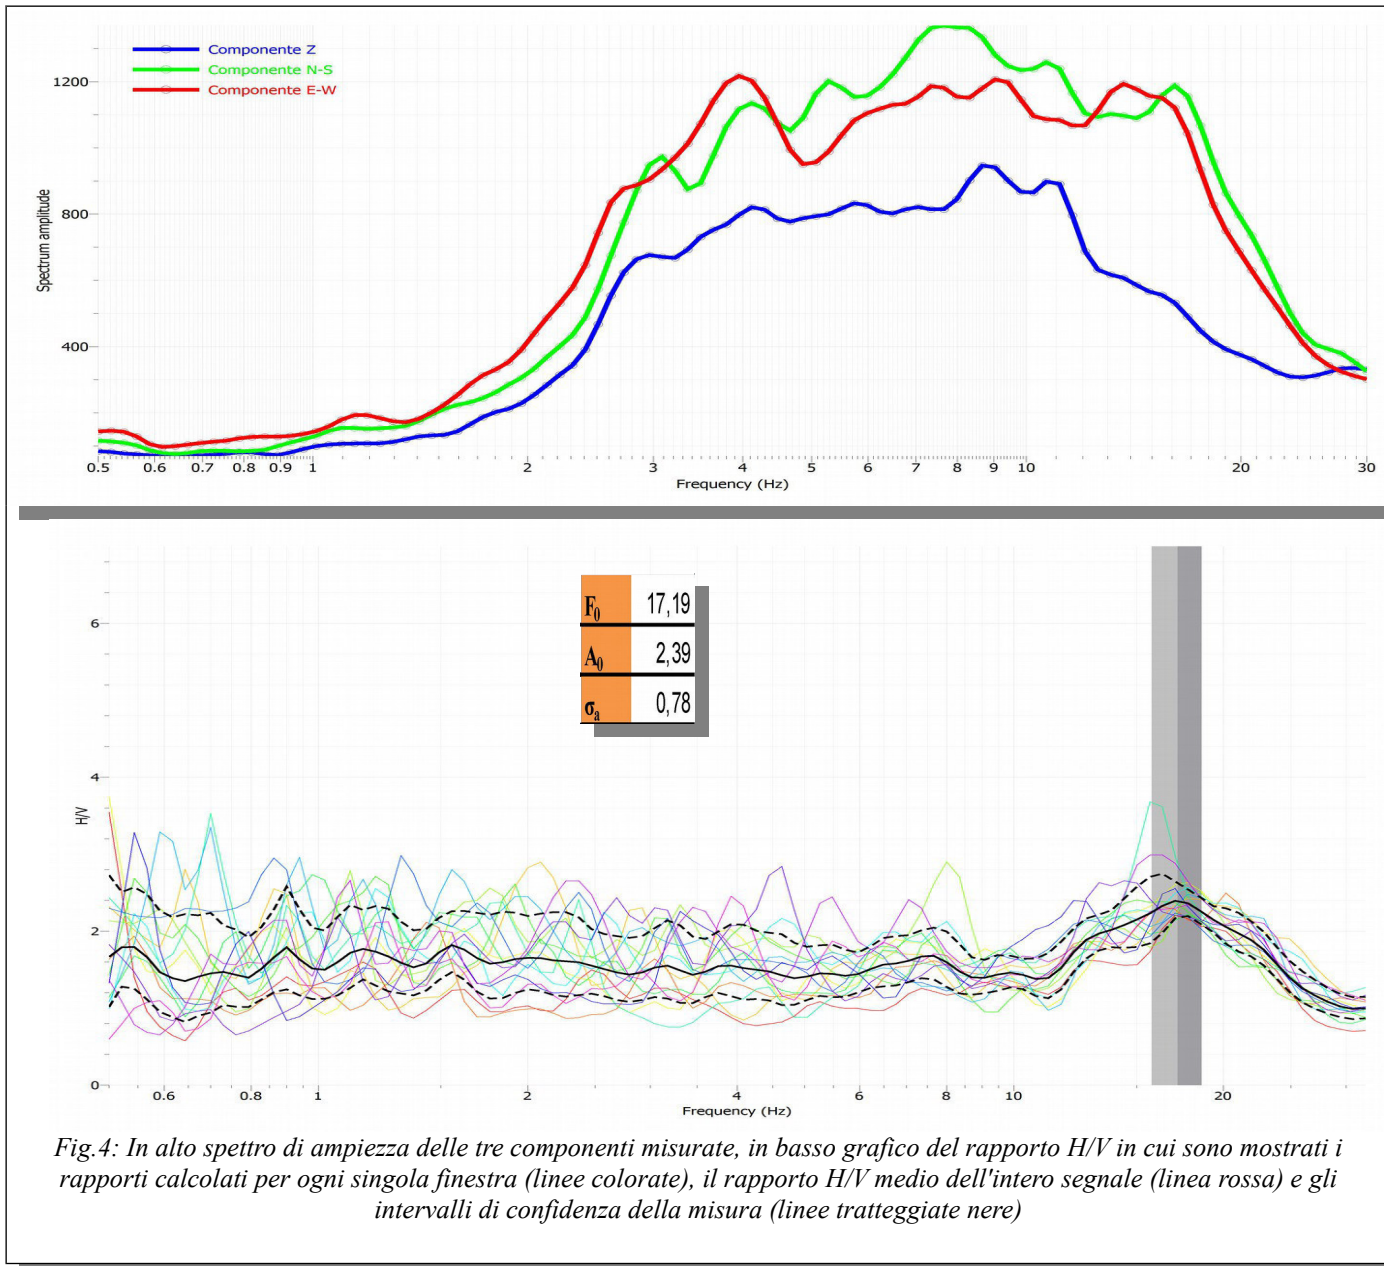 Componente Z
Componente N-S
Componente E-W
1200
800
400
Spectrum amplitude
0.5 0.6 0.7 0.8 0.9 1 2 3 4 5 6 7 8 9 10 20 30
Frequency (Hz)
F0 17,19
A0 2,39
σa 0,78
6
4
2
0
H/V
0.6 0.8 1 2 4 6 8 10 20
Frequency (Hz)
Fig.4: In alto spettro di ampiezza delle tre componenti misurate, in basso grafico del rapporto H/V in cui sono mostrati i
rapporti calcolati per ogni singola finestra (linee colorate), il rapporto H/V medio dell'intero segnale (linea rossa) e gli
intervalli di confidenza della misura (linee tratteggiate nere)